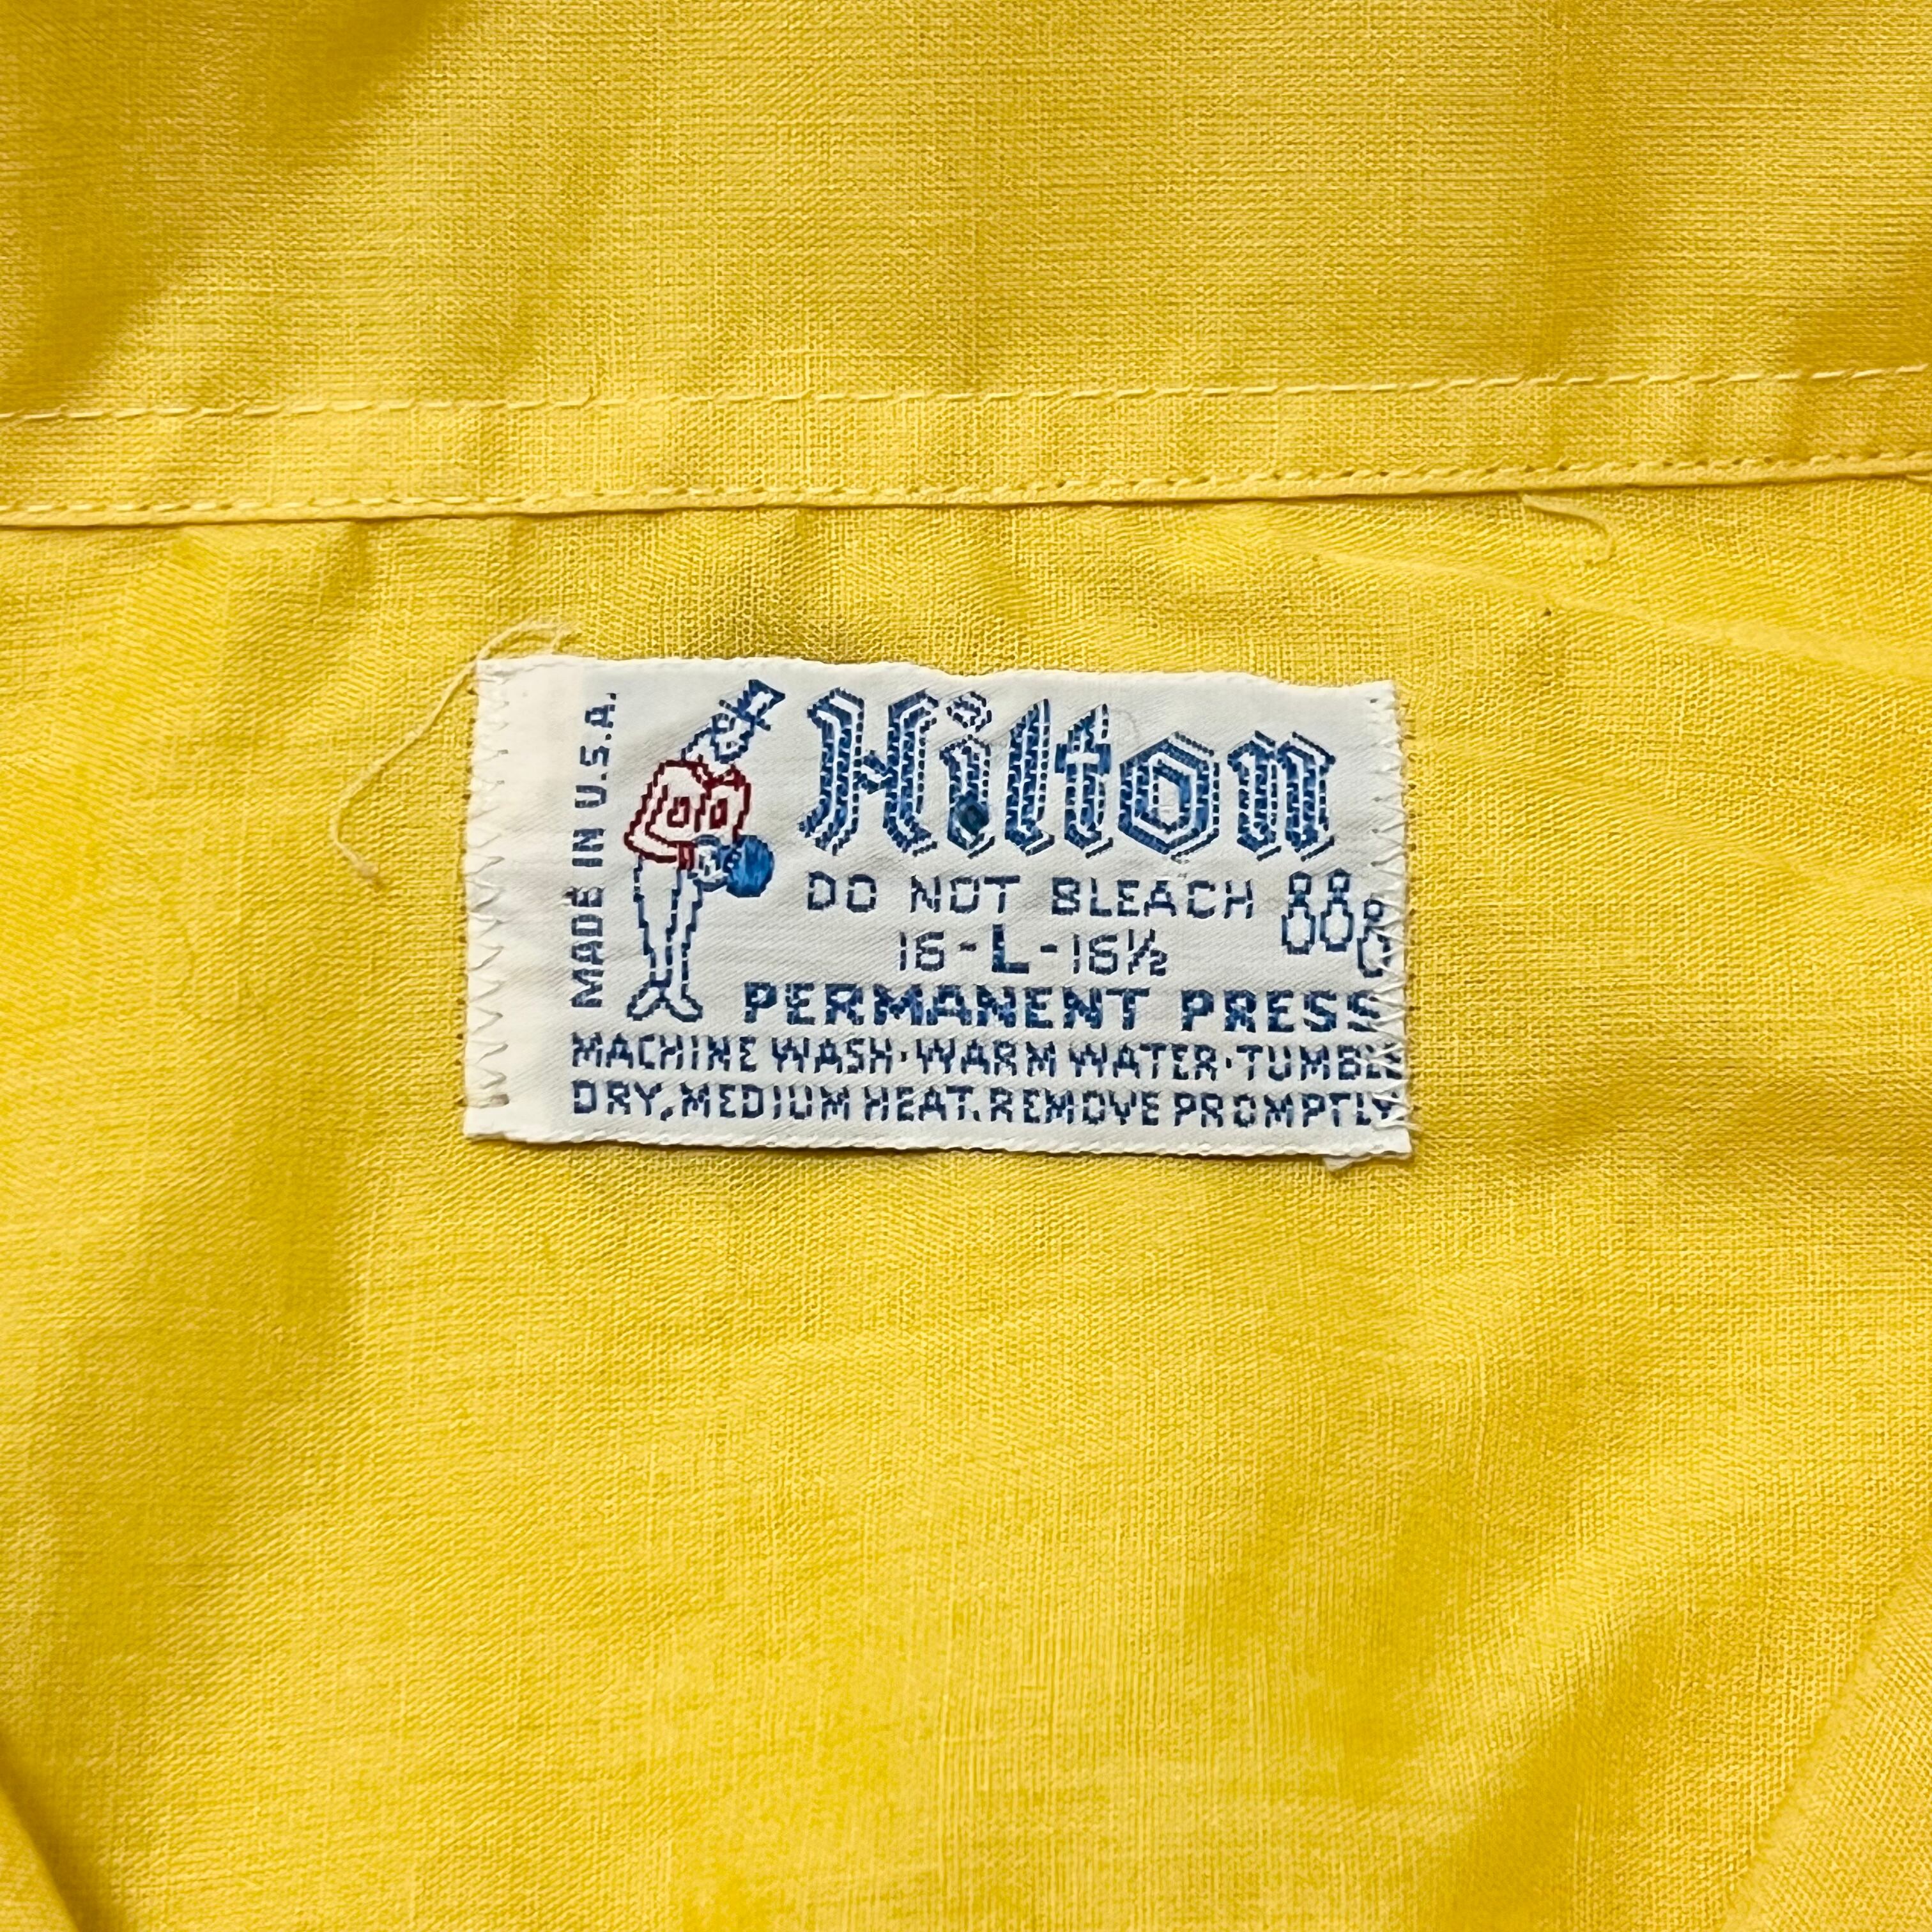 MADE IN U.S.A.
Hilton
DO NOT BLEACH
16-L-16½
PERMANENT PRESS
MACHINE WASH·WARM WATER·TUMBLE
DRY, MEDIUM HEAT. REMOVE PROMPTLY